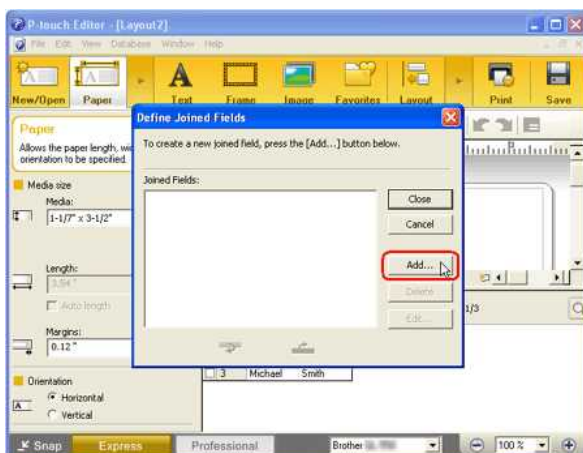 P-touch Editor - [Layout2]
File Edit View Database Window Help
New/Open Paper Text Frame Image Favorites Layout Print Save
Define Joined Fields
To create a new joined field, press the [Add...] button below.
Joined Fields:
Close
Cancel
Add...
Delete
Edit...
Paper
Allows the paper length, wi
orientation to be specified.
Media size
Media:
1-1/7" x 3-1/2"
Length:
3.54 "
Auto length
Margins:
0.12 "
Orientation
Horizontal
Vertical
1/3
3 Michael Smith
Snap Express Professional Brother 100 %